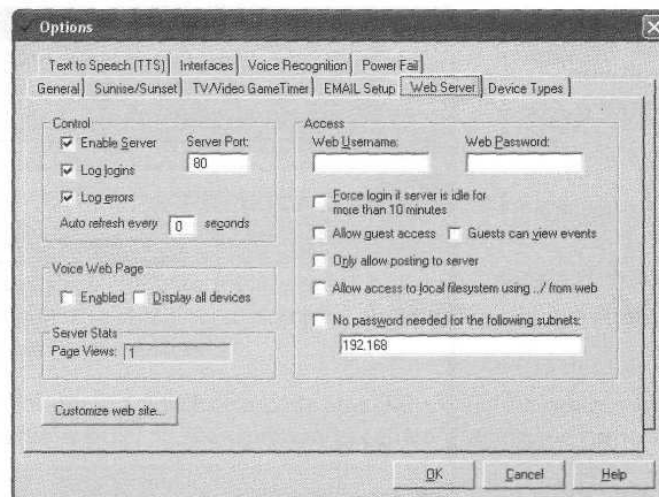 Options
Text to Speech (TTS) Interfaces Voice Recognition Power Fail
General Sunrise/Sunset TV/Video GameTimer EMAIL Setup Web Server Device Types
Control
Enable Server
Server Port:
80
Log logins
Log errors
Auto refresh every 0 seconds
Voice Web Page
Enabled Display all devices
Server Stats
Page Views: 1
Customize web site...
Access
Web Username: Web Password:
Force login if server is idle for
more than 10 minutes
Allow guest access Guests can view events
Only allow posting to server
Allow access to local filesystem using ../ from web
No password needed for the following subnets:
192.168
OK Cancel Help